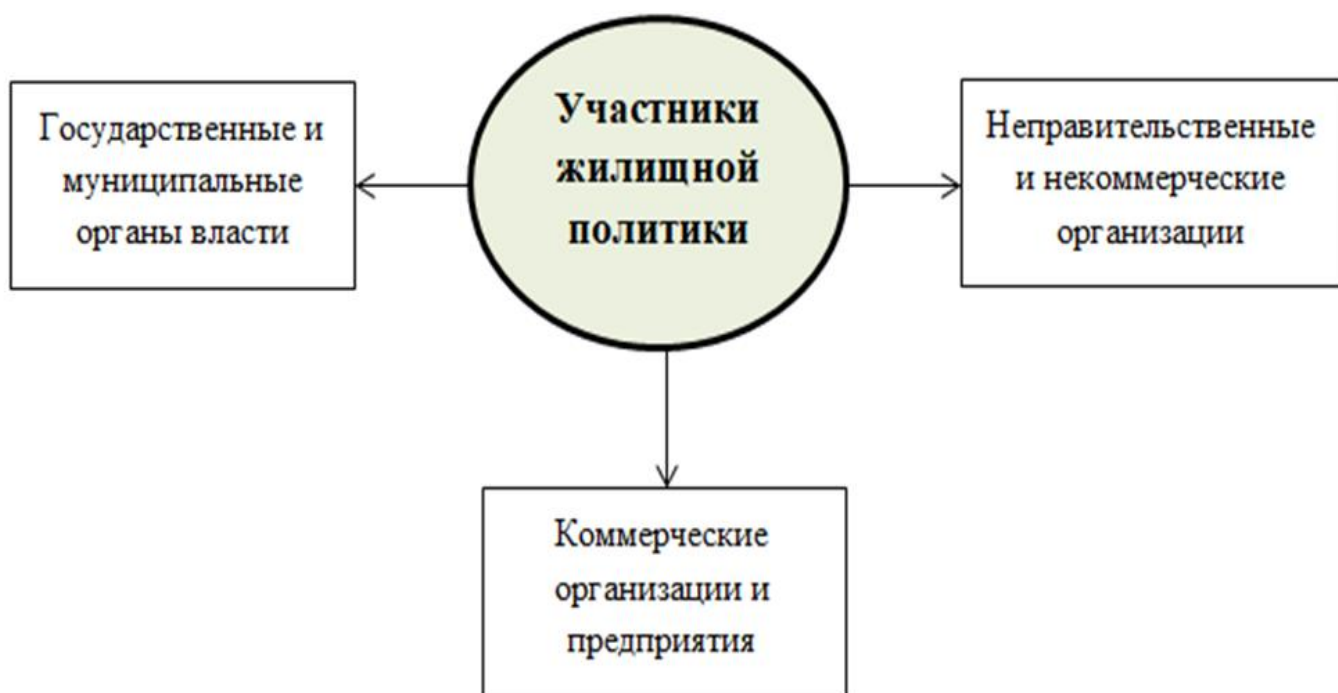 Участники
жилищной
политики
Государственные и
муниципальные
органы власти
Неправительственные
и некоммерческие
организации
Коммерческие
организации и
предприятия